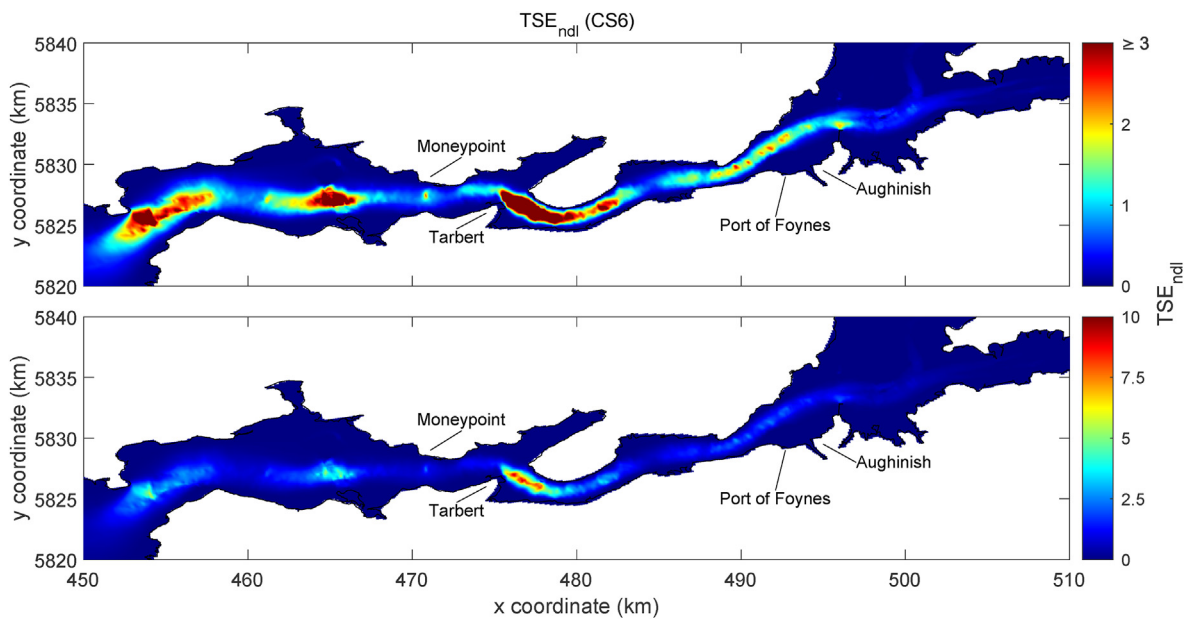 TSE_ndl (CS6)
y coordinate (km)
5840
5835
5830
5825
5820
Moneypoint
Tarbert
Port of Foynes
Aughinish
≥ 3
2
1
0
TSE_ndl
y coordinate (km)
5840
5835
5830
5825
5820
Moneypoint
Tarbert
Port of Foynes
Aughinish
10
7.5
5
2.5
0
450 460 470 480 490 500 510
x coordinate (km)